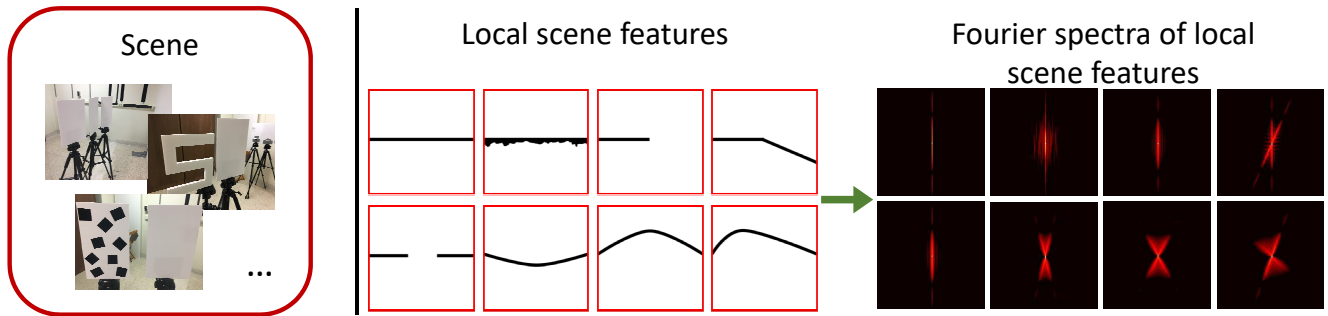 Scene
...
Local scene features
Fourier spectra of local
scene features